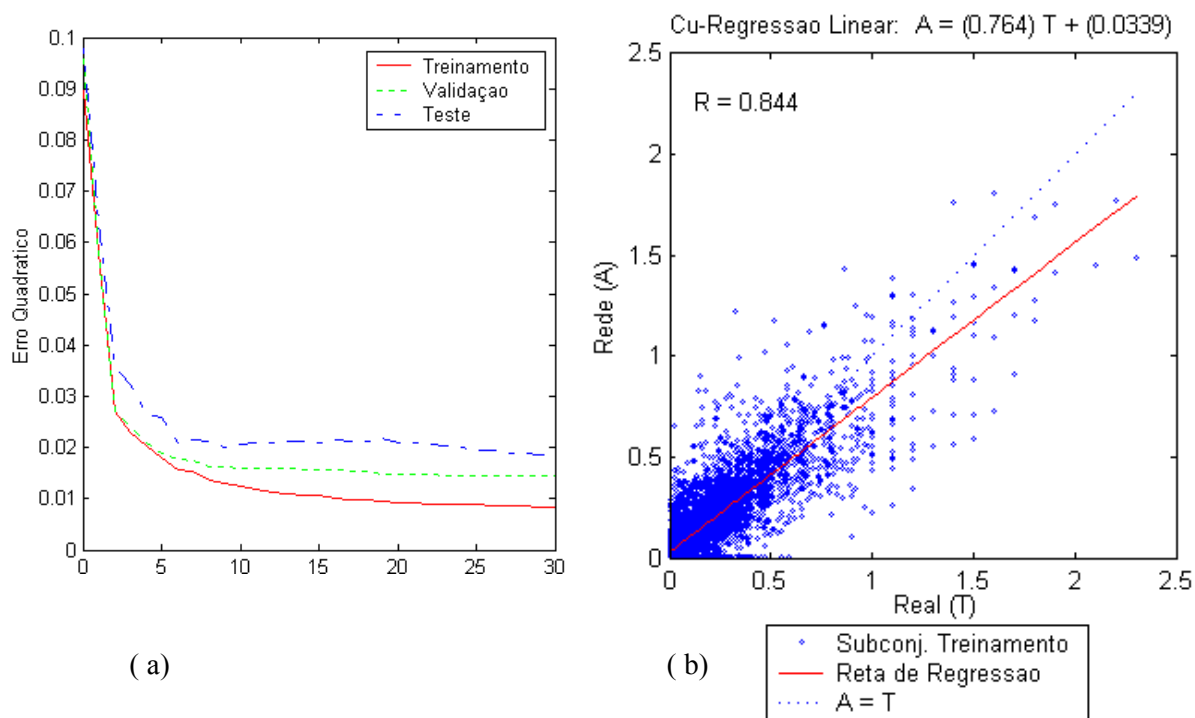 Erro Quadratico
0.1
0.09
0.08
0.07
0.06
0.05
0.04
0.03
0.02
0.01
0
0
5
10
15
20
25
30
Treinamento
Validaçao
Teste
( a)
Cu-Regressao Linear: A = (0.764) T + (0.0339)
R = 0.844
Rede (A)
2.5
2
1.5
1
0.5
0
0
0.5
1
1.5
2
2.5
Real (T)
( b)
Subconj. Treinamento
Reta de Regressao
A = T